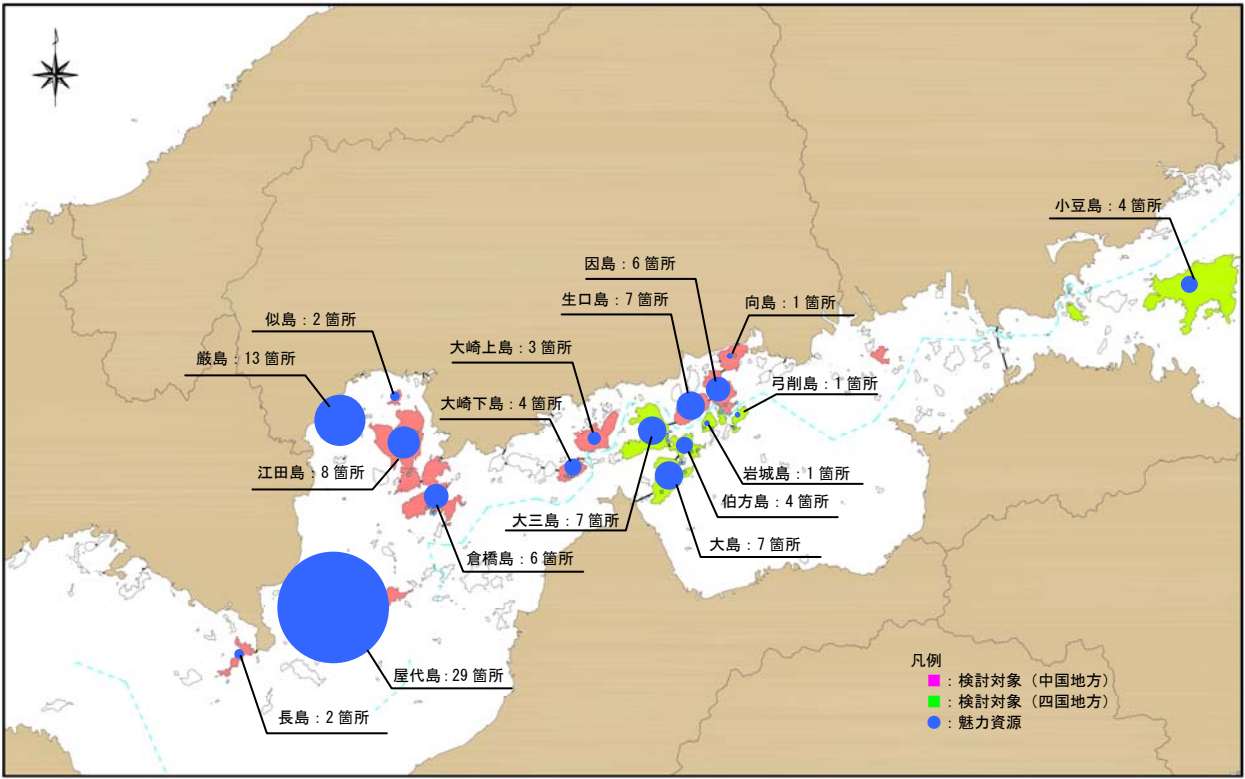 小豆島：4 箇所
因島：6 箇所
生口島：7 箇所
向島：1 箇所
似島：2 箇所
大崎上島：3 箇所
厳島：13 箇所
弓削島：1 箇所
大崎下島：4 箇所
江田島：8 箇所
岩城島：1 箇所
伯方島：4 箇所
大三島：7 箇所
大島：7 箇所
倉橋島：6 箇所
屋代島：29 箇所
長島：2 箇所
凡例
：検討対象（中国地方）
：検討対象（四国地方）
：魅力資源